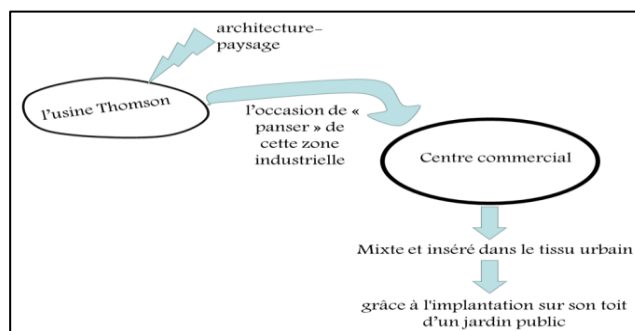 architecture-
paysage
l'usine Thomson
l'occasion de «
panser » de
cette zone
industrielle
Centre commercial
Mixte et inséré dans le tissu urbain
grâce à l'implantation sur son toit
d'un jardin public